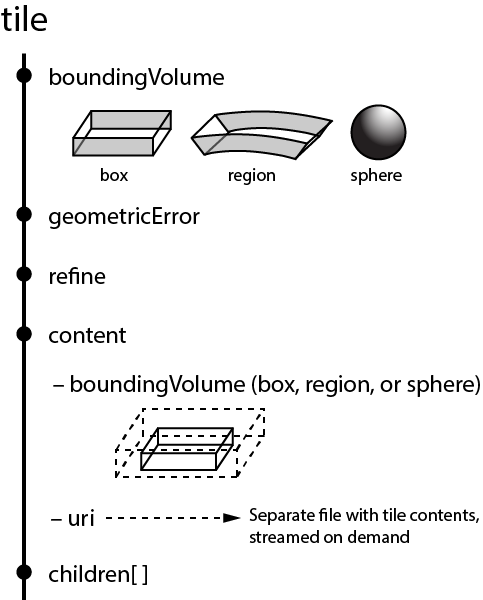 tile
boundingVolume
box
region
sphere
geometricError
refine
content
– boundingVolume (box, region, or sphere)
– uri
Separate file with tile contents,
streamed on demand
children[ ]